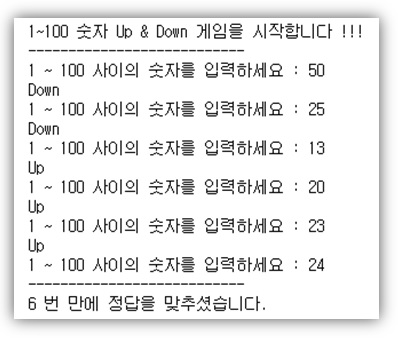 1~100 숫자 Up & Down 게임을 시작합니다 !!!
---------------------------
1 ~ 100 사이의 숫자를 입력하세요 : 50
Down
1 ~ 100 사이의 숫자를 입력하세요 : 25
Down
1 ~ 100 사이의 숫자를 입력하세요 : 13
Up
1 ~ 100 사이의 숫자를 입력하세요 : 20
Up
1 ~ 100 사이의 숫자를 입력하세요 : 23
Up
1 ~ 100 사이의 숫자를 입력하세요 : 24
---------------------------
6 번 만에 정답을 맞추셨습니다.